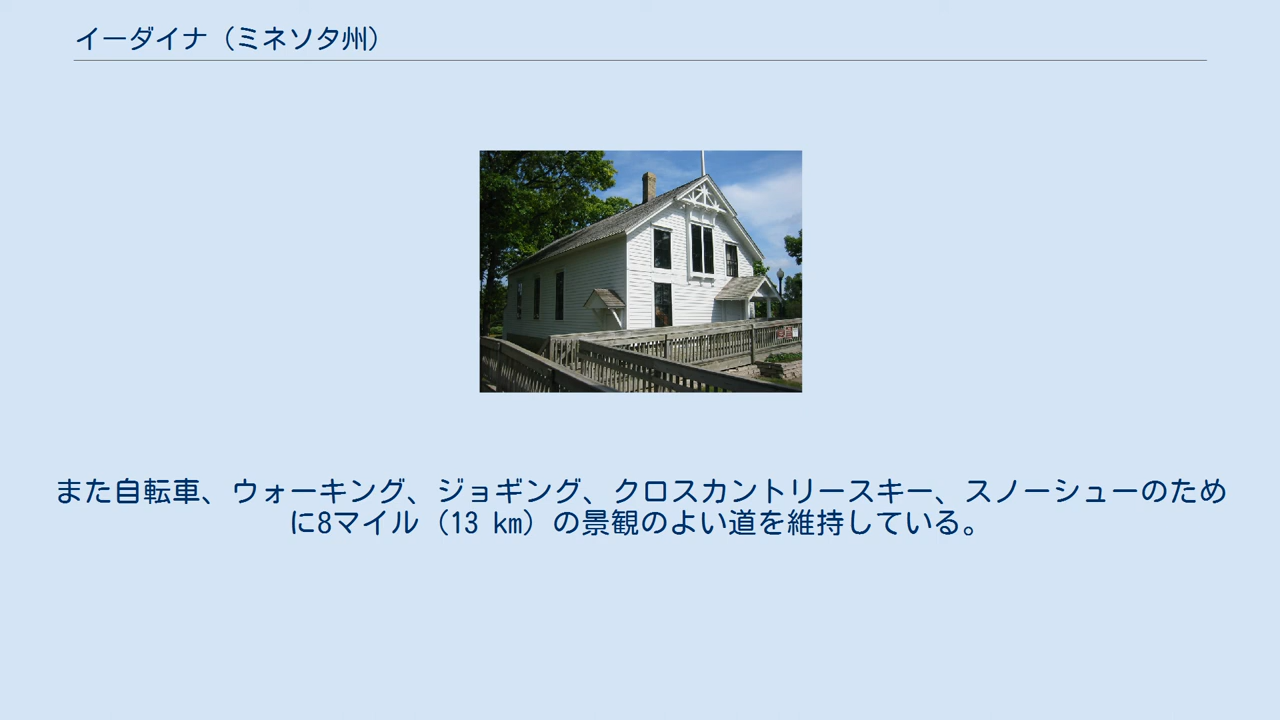 イーダイナ（ミネソタ州）
また自転車、ウォーキング、ジョギング、クロスカントリースキー、スノーシューのため
に8マイル（13 km）の景観のよい道を維持している。